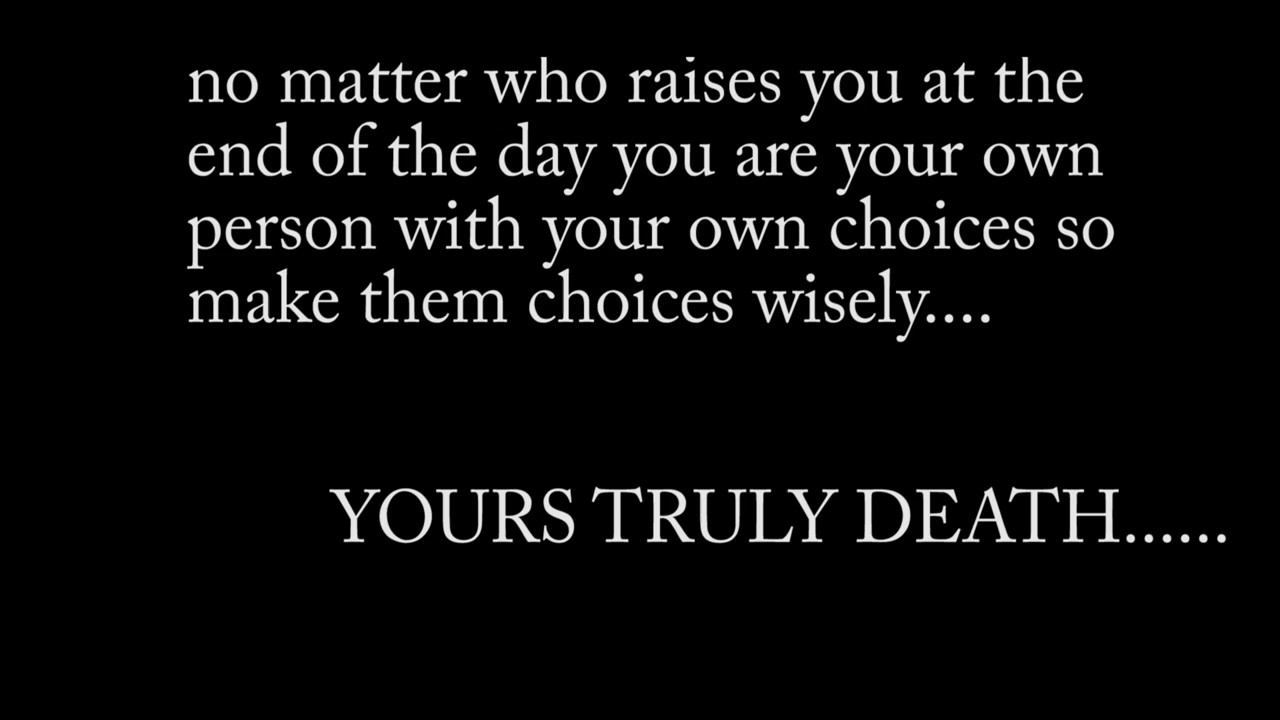 no matter who raises you at the
end of the day you are your own
person with your own choices so
make them choices wisely....
YOURS TRULY DEATH......